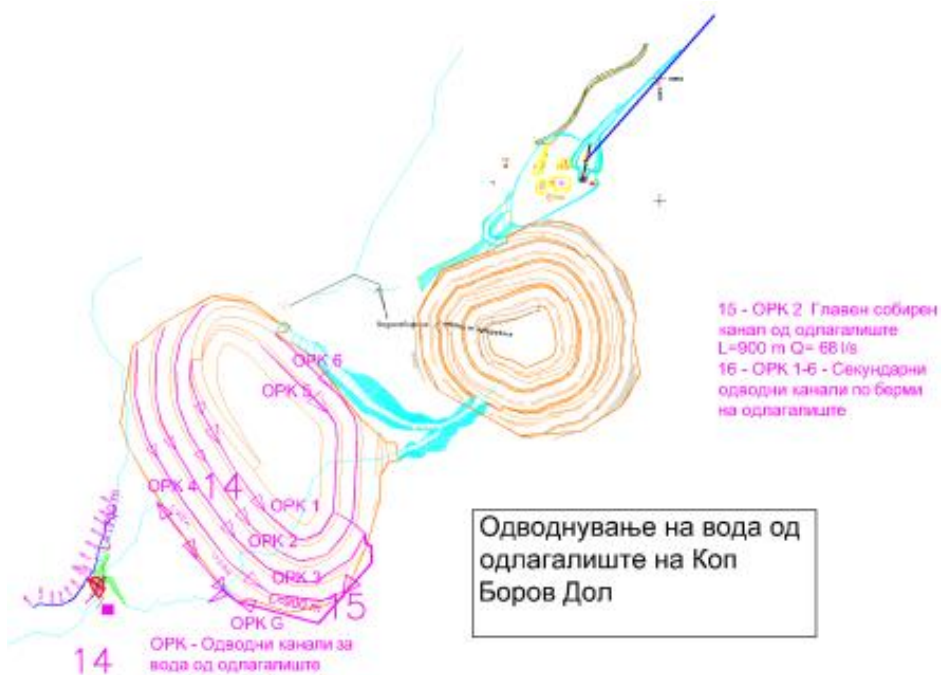 15 - ОРК 2 Главен собирен
канал од одлагалиште
L=900 m Q= 68 l/s
16 - ОРК 1-6 - Секундарни
одводни канали по берми
на одлагалиште
ОРК 6
ОРК 5
ОРК 4
14
ОРК 1
ОРК 2
ОРК 3
L=900 m
15
ОРК G
Одводнување на вода од
одлагалиште на Коп
Боров Дол
14
ОРК - Одводни канали за
вода од одлагалиште